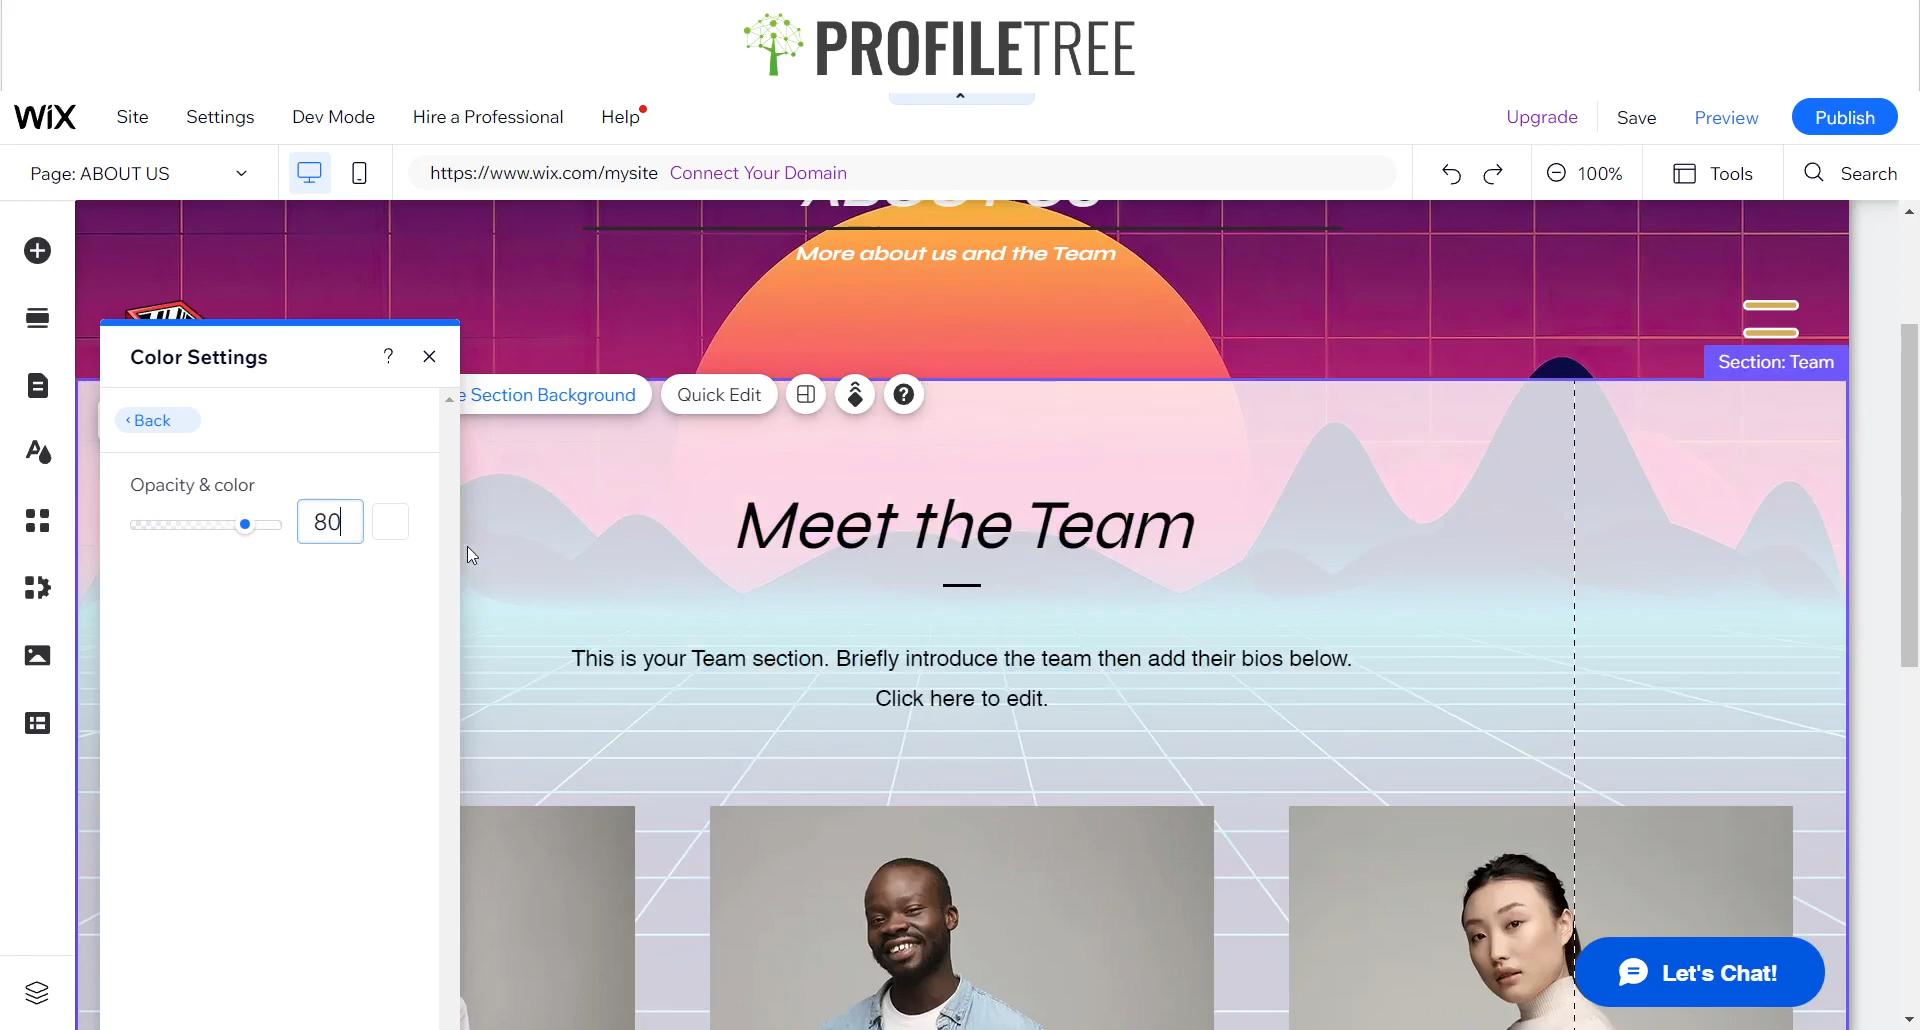 PROFILETREE
WiX Site Settings Dev Mode Hire a Professional Help Upgrade Save Preview Publish
Page: ABOUT US https://www.wix.com/mysite Connect Your Domain 100% Tools Search
ABOUT US
More about us and the Team
Section: Team
Color Settings ? ×
e Section Background Quick Edit ?
‹ Back
Opacity & color
80
Meet the Team
This is your Team section. Briefly introduce the team then add their bios below.
Click here to edit.
Let's Chat!